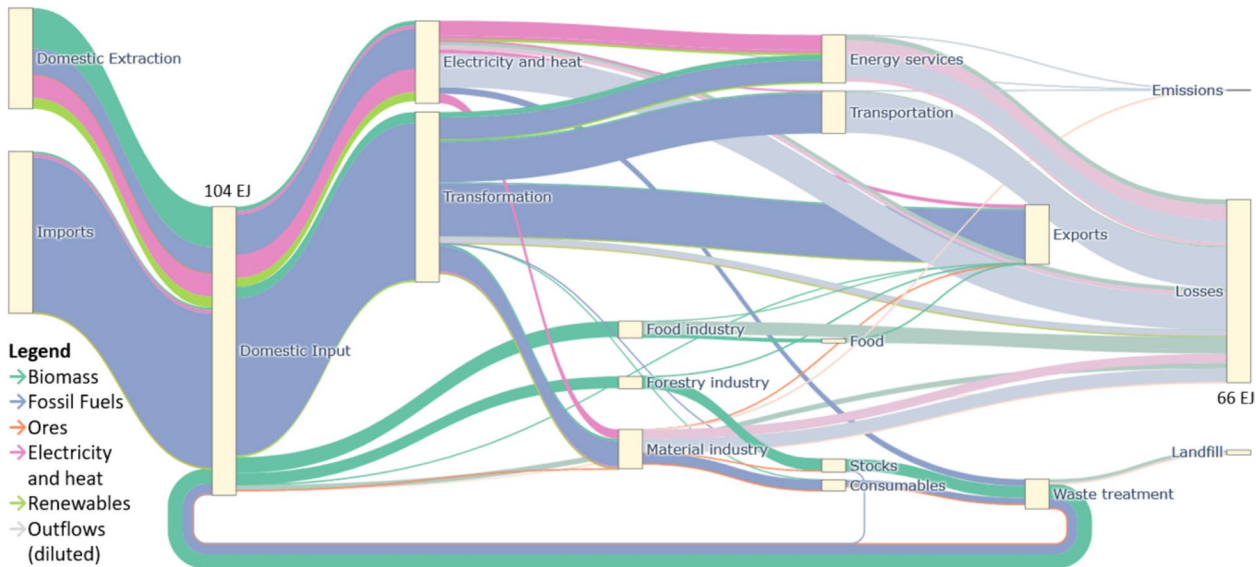 Domestic Extraction
Electricity and heat
Energy services
Emissions
Transportation
104 EJ
Transformation
Imports
Exports
Losses
Food industry
Food
Legend
Biomass
Fossil Fuels
Ores
Electricity
and heat
Renewables
Outflows
(diluted)
Domestic Input
Forestry industry
66 EJ
Material industry
Landfill
Stocks
Consumables
Waste treatment